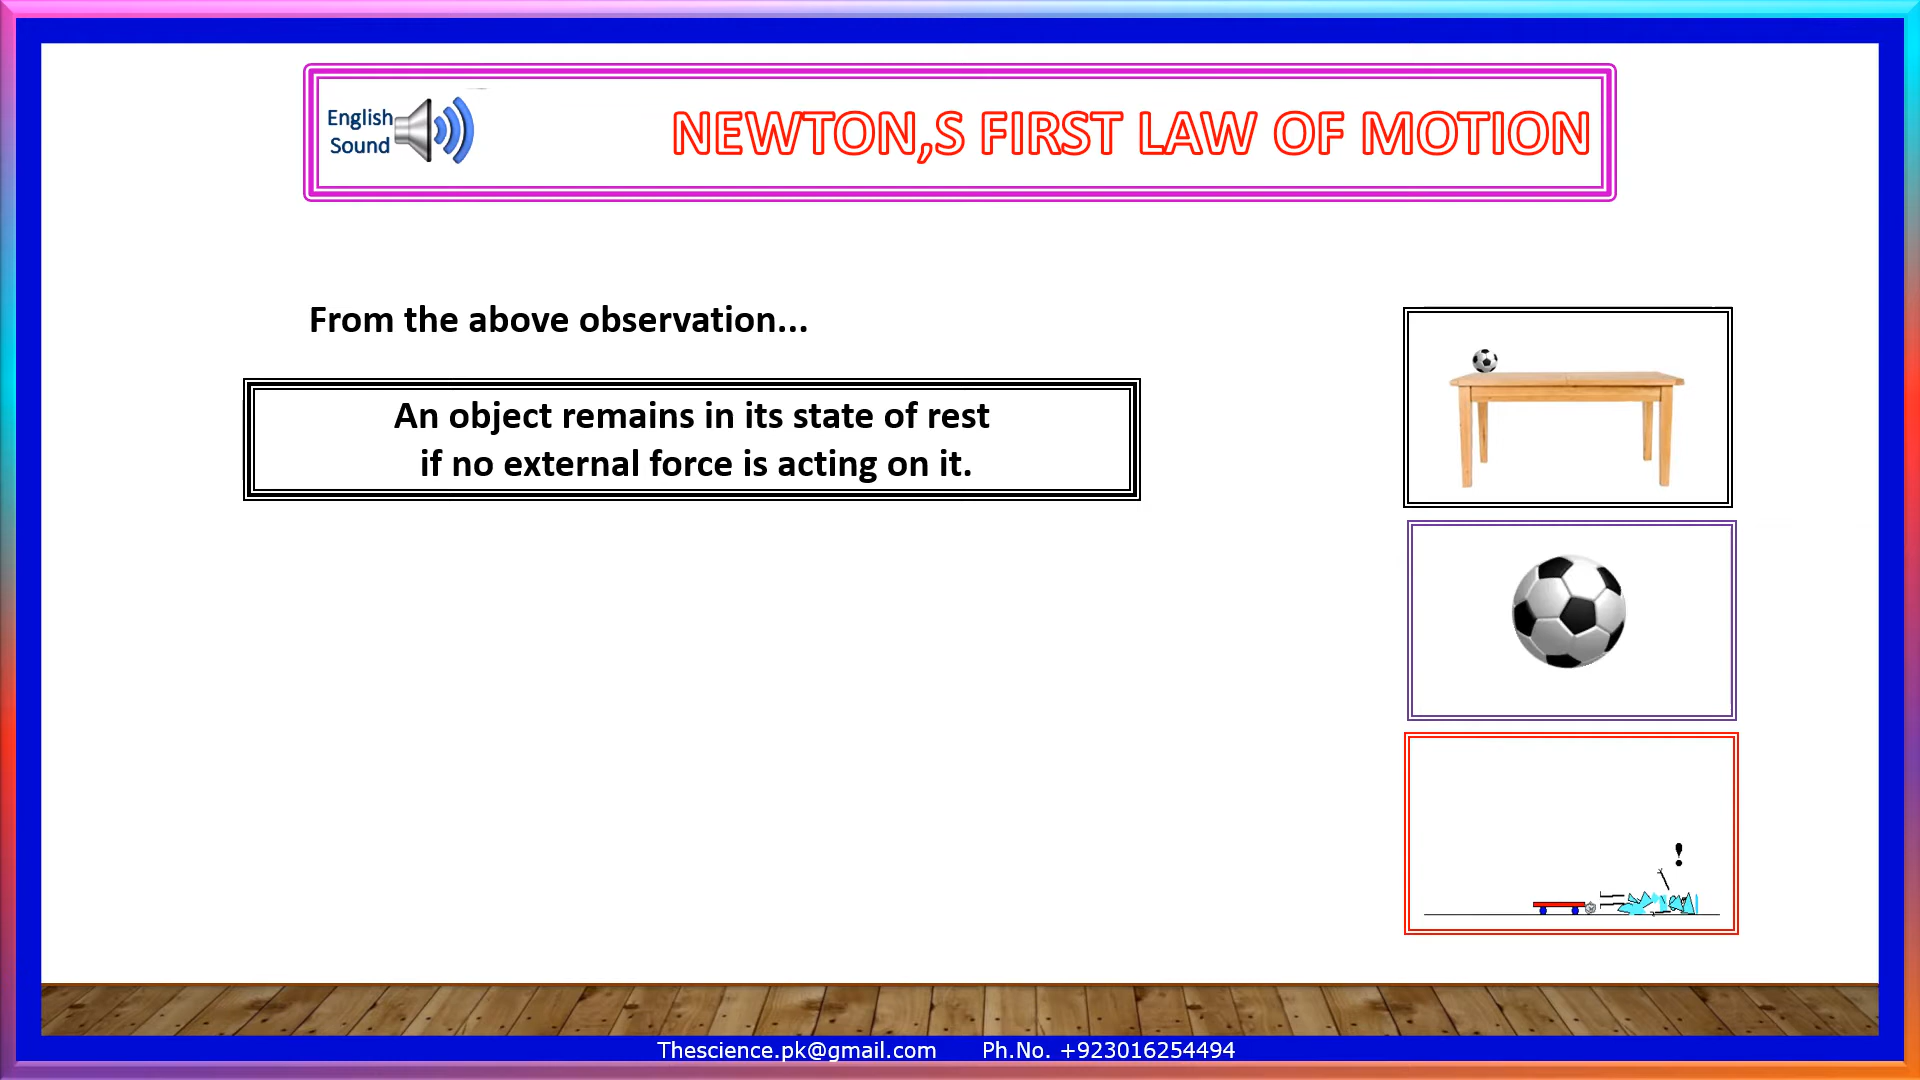 English
Sound
NEWTON,S FIRST LAW OF MOTION
From the above observation...
An object remains in its state of rest
if no external force is acting on it.
!
Thescience.pk@gmail.com Ph.No. +923016254494